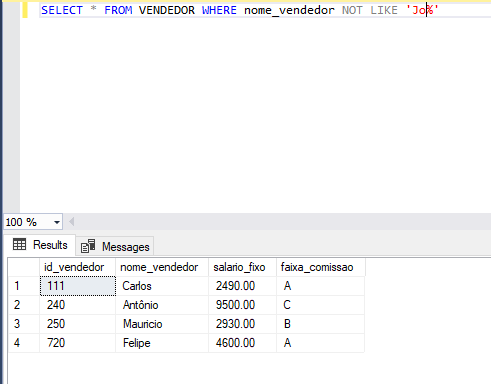 SELECT * FROM VENDEDOR WHERE nome_vendedor NOT LIKE 'Jo%'
100 %
Results Messages
id_vendedor nome_vendedor salario_fixo faixa_comissao
1 111 Carlos 2490.00 A
2 240 Antônio 9500.00 C
3 250 Mauricio 2930.00 B
4 720 Felipe 4600.00 A